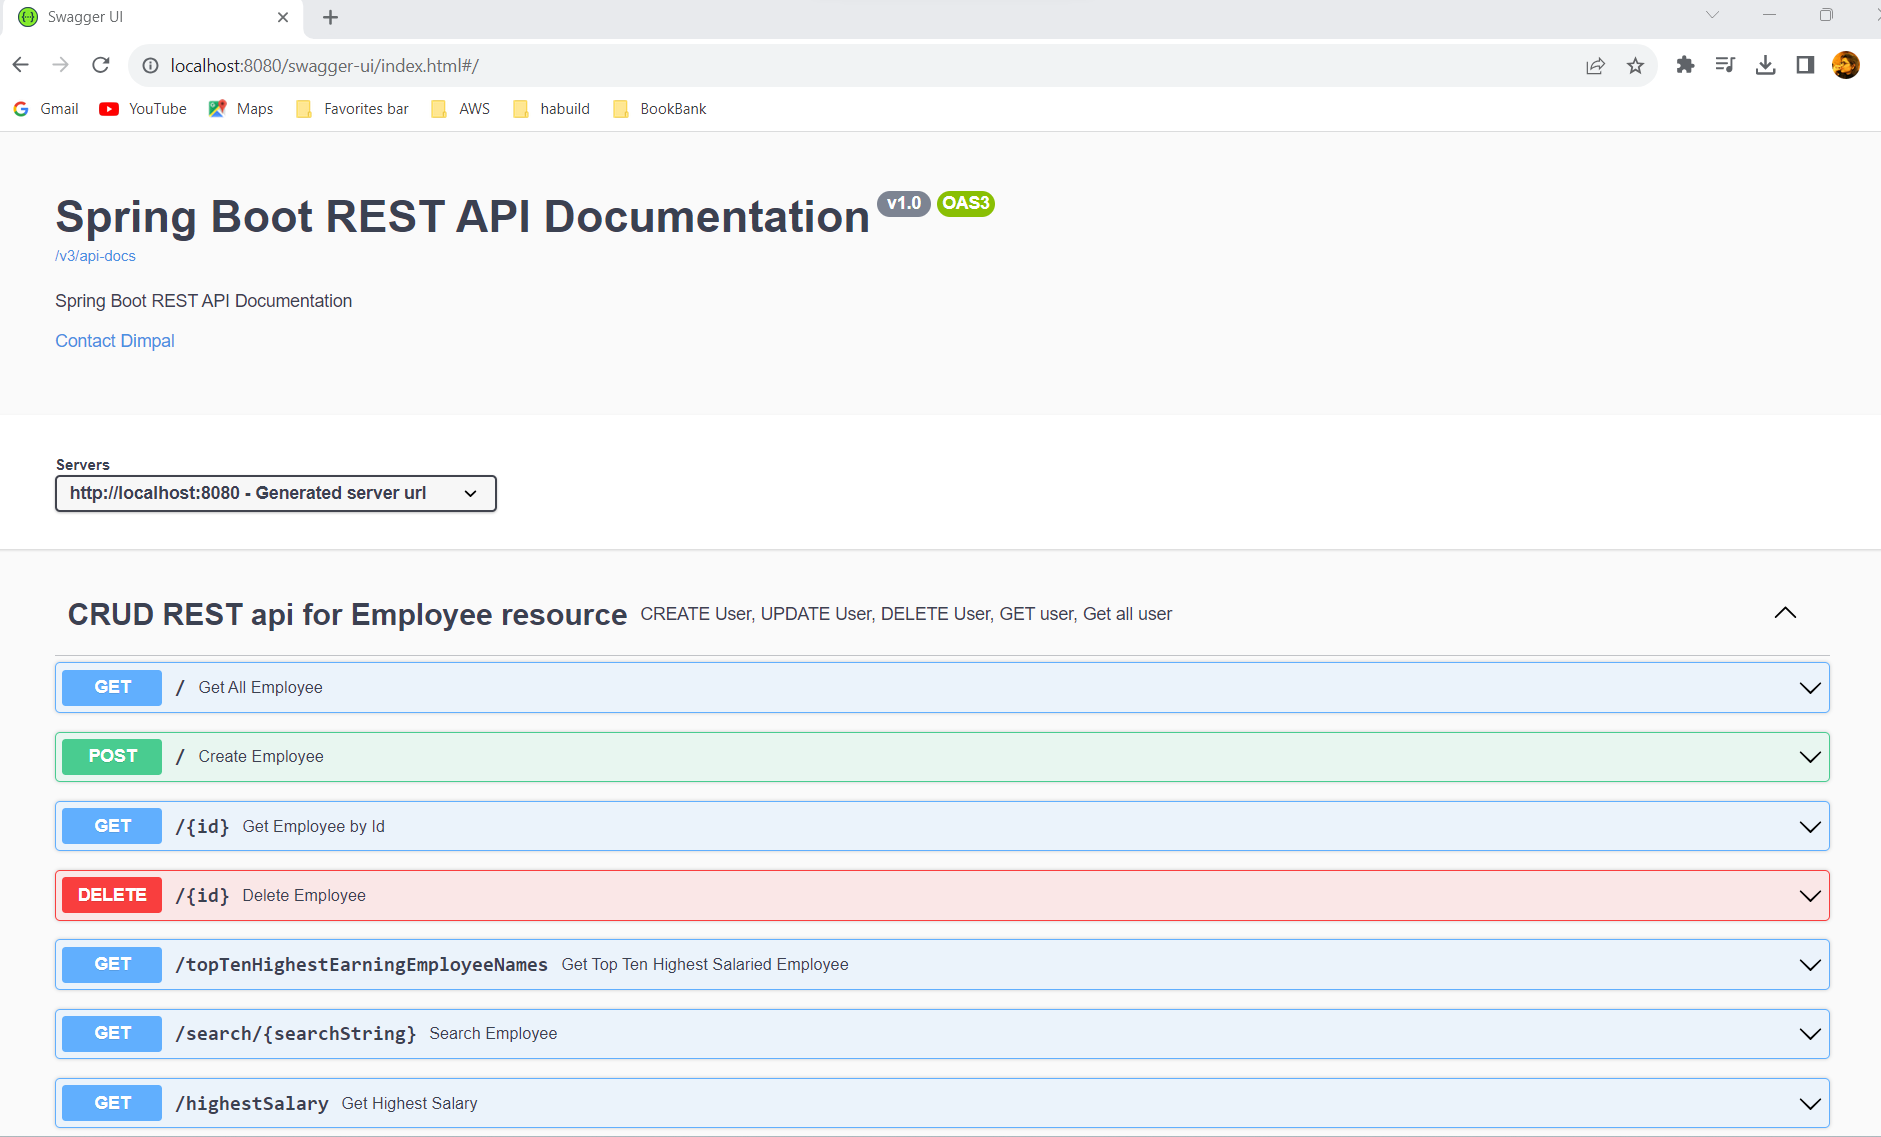 Swagger UI
localhost:8080/swagger-ui/index.html#/
Gmail YouTube Maps Favorites bar AWS habuild BookBank
Spring Boot REST API Documentation v1.0 OAS3
/v3/api-docs
Spring Boot REST API Documentation
Contact Dimpal
Servers
http://localhost:8080 - Generated server url
CRUD REST api for Employee resource CREATE User, UPDATE User, DELETE User, GET user, Get all user
GET / Get All Employee
POST / Create Employee
GET /{id} Get Employee by Id
DELETE /{id} Delete Employee
GET /topTenHighestEarningEmployeeNames Get Top Ten Highest Salaried Employee
GET /search/{searchString} Search Employee
GET /highestSalary Get Highest Salary